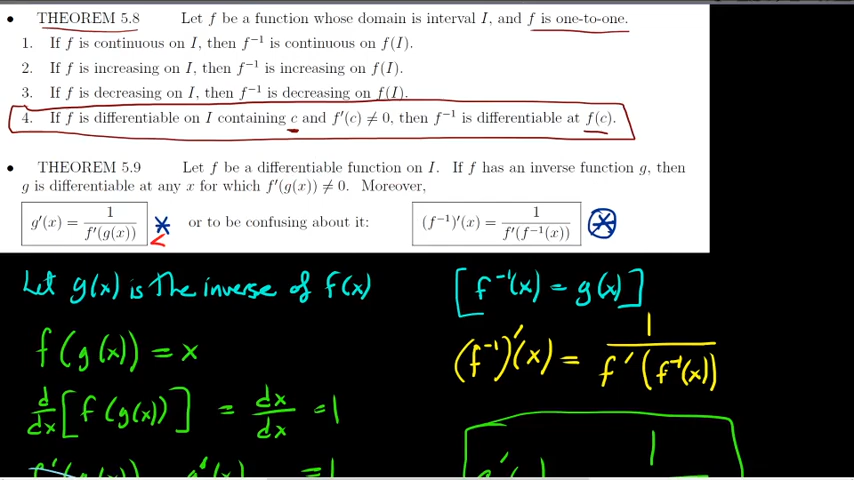 • THEOREM 5.8 Let f be a function whose domain is interval I, and f is one-to-one.
1. If f is continuous on I, then f⁻¹ is continuous on f(I).
2. If f is increasing on I, then f⁻¹ is increasing on f(I).
3. If f is decreasing on I, then f⁻¹ is decreasing on f(I).
4. If f is differentiable on I containing c and f′(c) ≠ 0, then f⁻¹ is differentiable at f(c).
• THEOREM 5.9 Let f be a differentiable function on I. If f has an inverse function g, then
g is differentiable at any x for which f′(g(x)) ≠ 0. Moreover,
g′(x) = 1/f′(g(x)) * or to be confusing about it: (f⁻¹)′(x) = 1/f′(f⁻¹(x)) *
Let g(x) is the inverse of f(x) [f⁻¹(x) = g(x)]
f(g(x)) = x
(f⁻¹)′(x) = 1/f′(f⁻¹(x))
d/dx [f(g(x))] = dx/dx = 1
f′(g(x)) g′(x) = 1
g′(x) 1